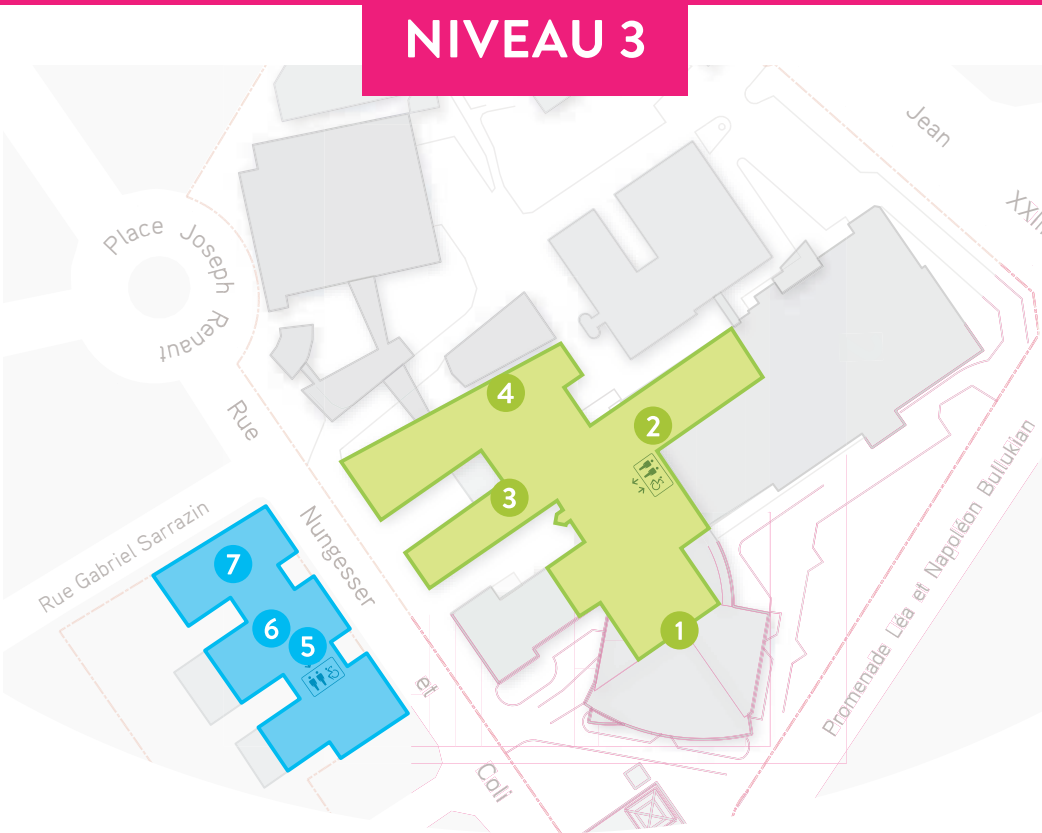 NIVEAU 3
Jean
XXIII
Place Joseph Renaut
Rue
Nungesser
et
Coli
Rue Gabriel Sarrazin
Promenade Léa et Napoléon Bullukian
4
2
3
1
7
6
5